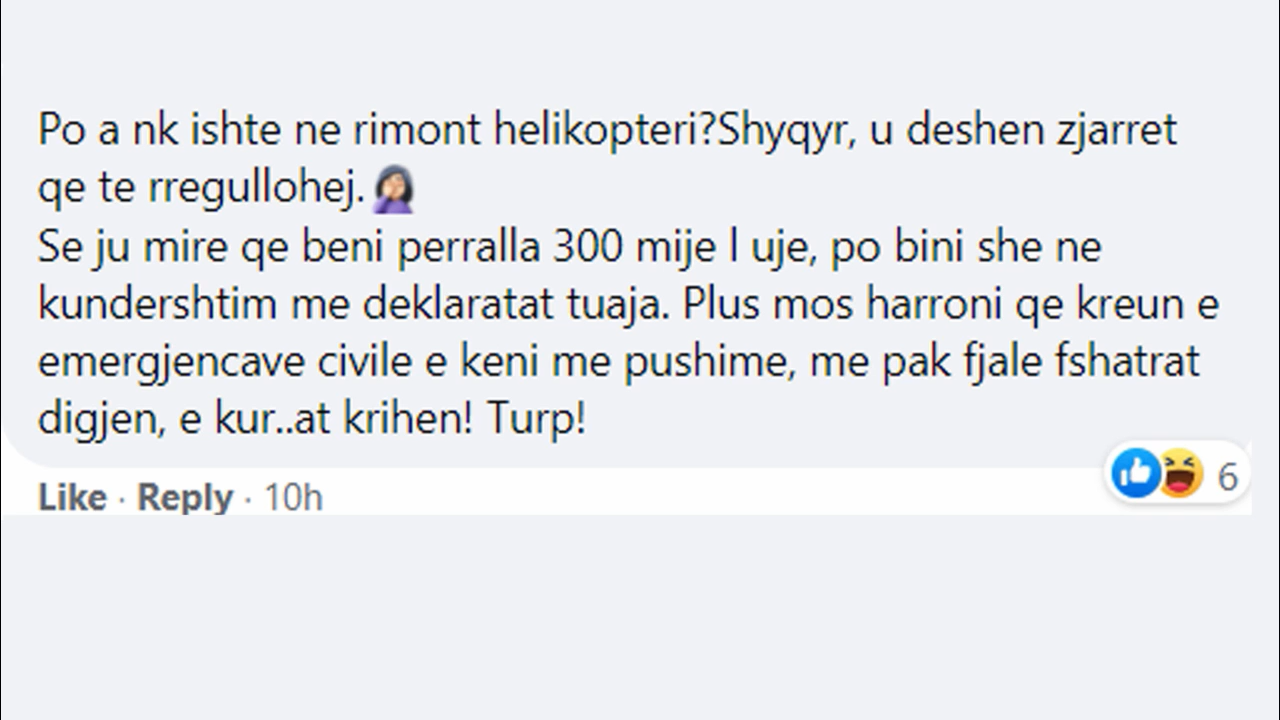 Po a nk ishte ne rimont helikopteri?Shyqyr, u deshen zjarret
qe te rregullohej.🤦🏻‍♀️
Se ju mire qe beni perralla 300 mije l uje, po bini she ne
kundershtim me deklaratat tuaja. Plus mos harroni qe kreun e
emergjencave civile e keni me pushime, me pak fjale fshatrat
digjen, e kur..at krihen! Turp!
Like · Reply · 10h
6